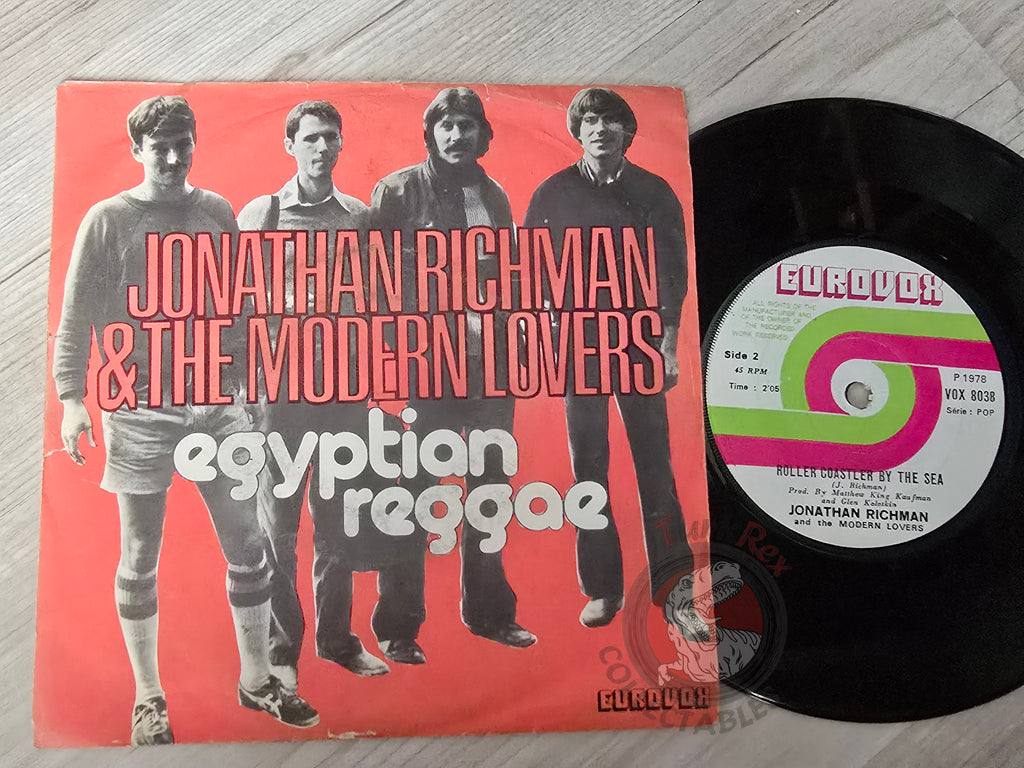 JONATHAN RICHMAN
& THE MODERN LOVERS
egyptian
reggae
EUROVOX
EUROVOX
ALL RIGHTS OF THE
MANUFACTURER AND
OF THE OWNER OF
THE RECORDED
WORK RESERVED
Side 2
45 RPM
Time : 2'05
P 1978
VOX 8038
Série : POP
ROLLER COASTLER BY THE SEA
(J. Richman)
Prod. By Matthew King Kaufman
and Glen Kolotkin
JONATHAN RICHMAN
and the MODERN LOVERS
Tuni Rex
COLLECTABLES